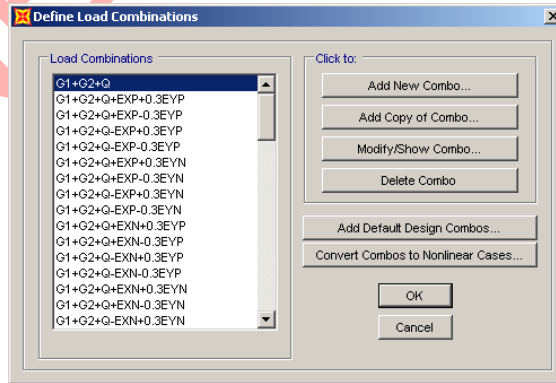 Define Load Combinations
Load Combinations
G1+G2+Q
G1+G2+Q+EXP+0.3EYP
G1+G2+Q+EXP-0.3EYP
G1+G2+Q-EXP+0.3EYP
G1+G2+Q-EXP-0.3EYP
G1+G2+Q+EXP+0.3EYN
G1+G2+Q+EXP-0.3EYN
G1+G2+Q-EXP+0.3EYN
G1+G2+Q-EXP-0.3EYN
G1+G2+Q+EXN+0.3EYP
G1+G2+Q+EXN-0.3EYP
G1+G2+Q-EXN+0.3EYP
G1+G2+Q-EXN-0.3EYP
G1+G2+Q+EXN+0.3EYN
G1+G2+Q+EXN-0.3EYN
G1+G2+Q-EXN+0.3EYN
Click to:
Add New Combo...
Add Copy of Combo...
Modify/Show Combo...
Delete Combo
Add Default Design Combos...
Convert Combos to Nonlinear Cases...
OK
Cancel